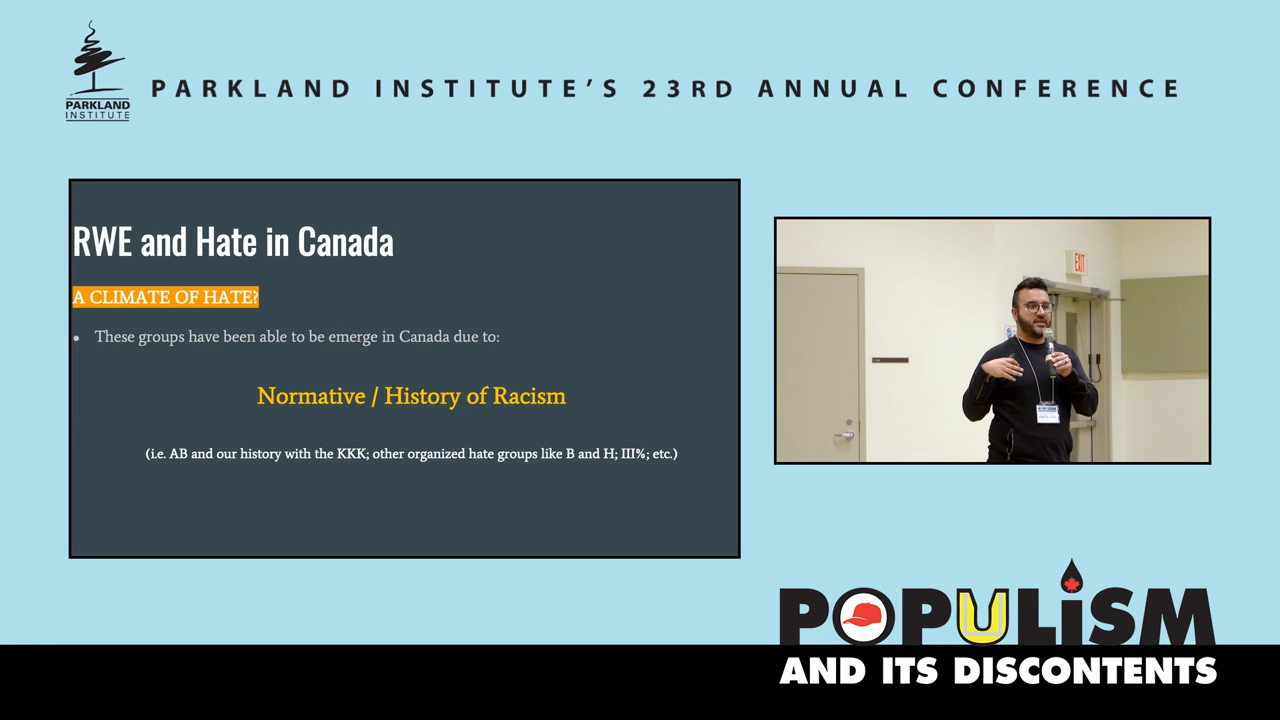 PARKLAND
INSTITUTE
PARKLAND INSTITUTE'S 23RD ANNUAL CONFERENCE
RWE and Hate in Canada
A CLIMATE OF HATE?
• These groups have been able to be emerge in Canada due to:
Normative / History of Racism
(i.e. AB and our history with the KKK; other organized hate groups like B and H; III%; etc.)
EXIT
POPULiSM
AND ITS DISCONTENTS